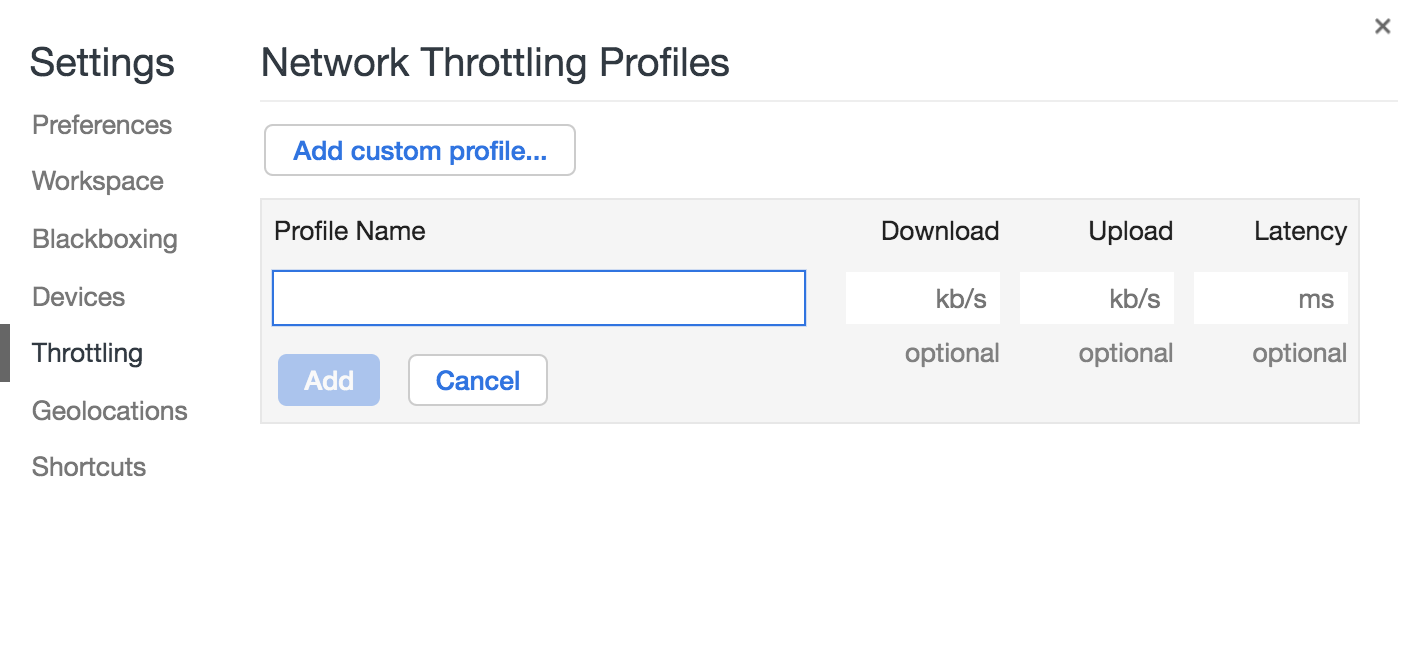 Settings
Preferences
Workspace
Blackboxing
Devices
Throttling
Geolocations
Shortcuts
Network Throttling Profiles
Add custom profile...
Profile Name Download Upload Latency
kb/s kb/s ms
optional optional optional
Add Cancel